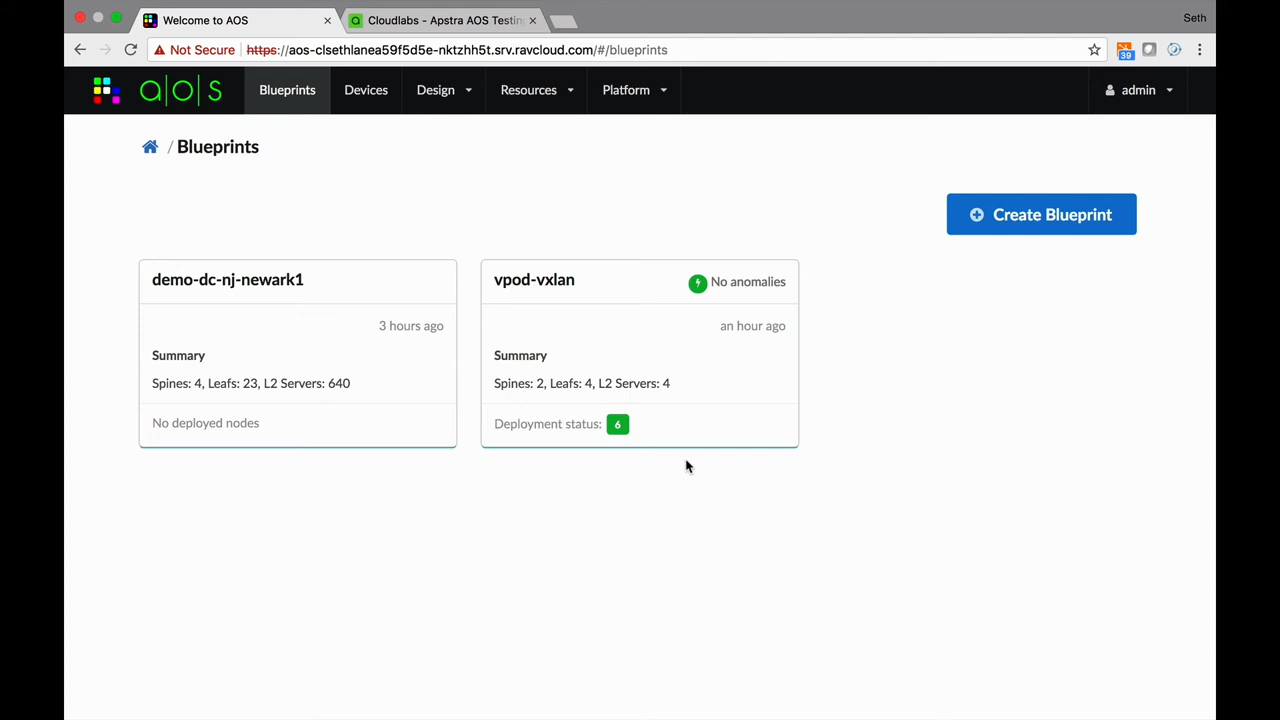 Welcome to AOS
Cloudlabs - Apstra AOS Testin
Seth
Not Secure
https://aos-clsethlanea59f5d5e-nktzhh5t.srv.ravcloud.com/#/blueprints
39
a|o|s
Blueprints
Devices
Design
Resources
Platform
admin
/ Blueprints
Create Blueprint
demo-dc-nj-newark1
3 hours ago
Summary
Spines: 4, Leafs: 23, L2 Servers: 640
No deployed nodes
vpod-vxlan
No anomalies
an hour ago
Summary
Spines: 2, Leafs: 4, L2 Servers: 4
Deployment status: 6